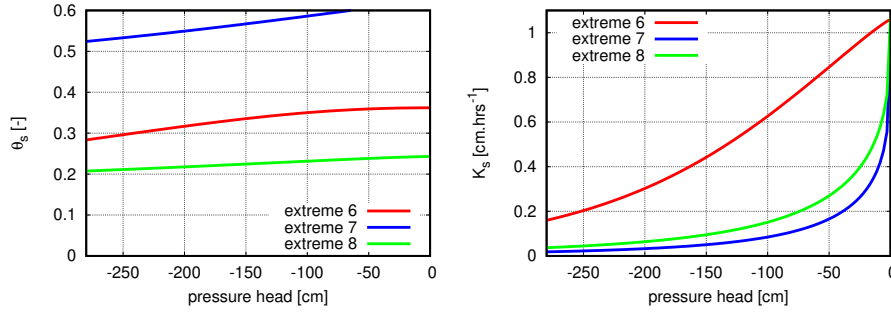 0.6
0.5
0.4
0.3
0.2
0.1
0
θs [-]
extreme 6
extreme 7
extreme 8
-250 -200 -150 -100 -50 0
pressure head [cm]
1
0.8
0.6
0.4
0.2
0
Ks [cm.hrs-1]
extreme 6
extreme 7
extreme 8
-250 -200 -150 -100 -50 0
pressure head [cm]